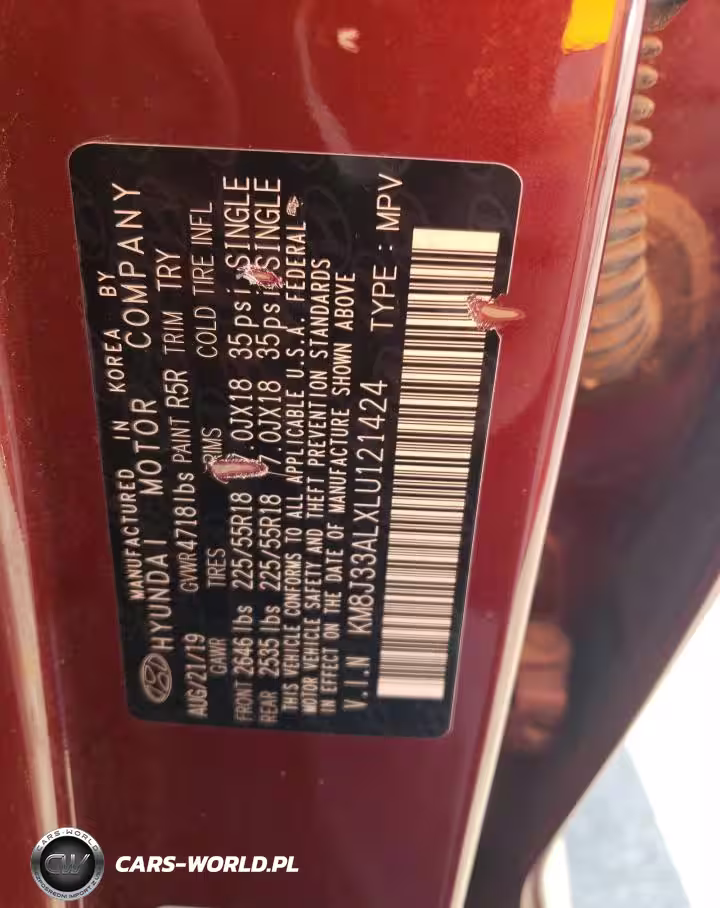 MANUFACTURED IN KOREA BY
HYUNDAI MOTOR COMPANY
AUG/21/19 GVWR 4718 lbs PAINT R5R TRIM TRY
GAWR TIRES RIMS COLD TIRE INFL
FRONT 2646 lbs 225/55R18 7.0JX18 35psi, SINGLE
REAR 2535 lbs 225/55R18 7.0JX18 35psi, SINGLE
THIS VEHICLE CONFORMS TO ALL APPLICABLE U.S.A. FEDERAL
MOTOR VEHICLE SAFETY AND THEFT PREVENTION STANDARDS
IN EFFECT ON THE DATE OF MANUFACTURE SHOWN ABOVE
V.I.N KM8J33ALXLU121424 TYPE : MPV
CARS-WORLD
CW
CARS-WORLD.PL